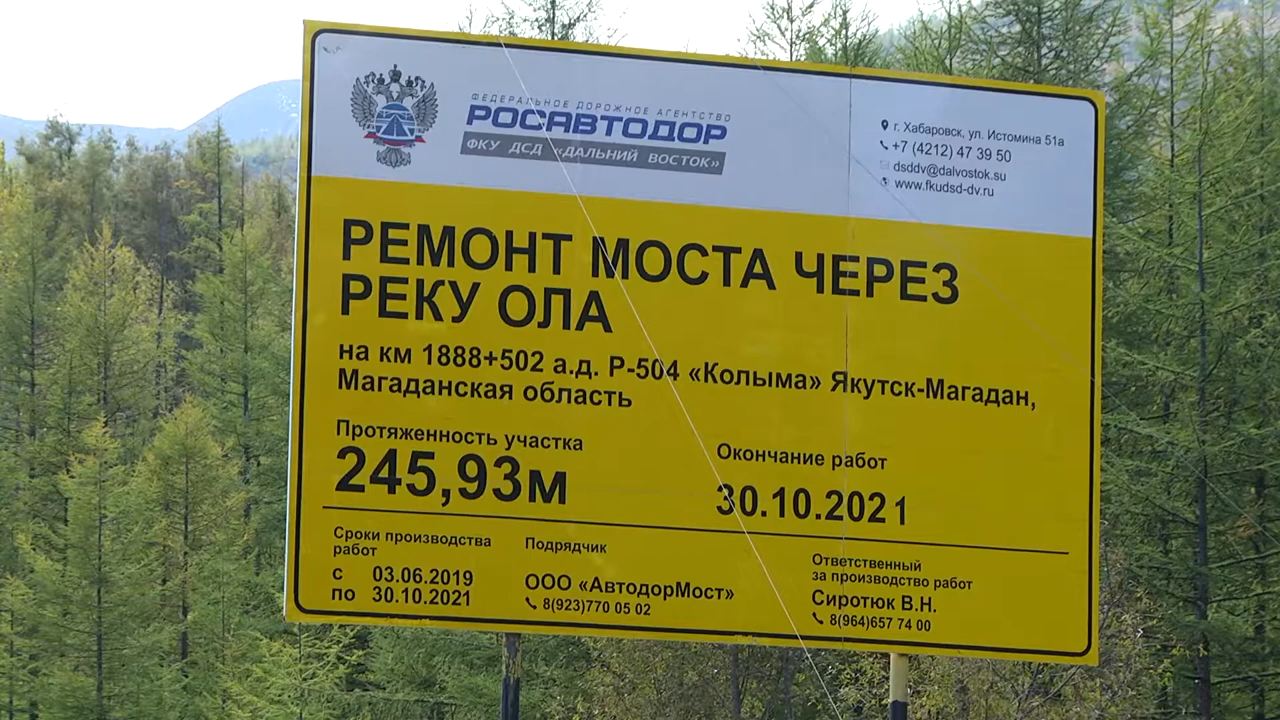 ФЕДЕРАЛЬНОЕ ДОРОЖНОЕ АГЕНТСТВО
РОСАВТОДОР
ФКУ ДСД «ДАЛЬНИЙ ВОСТОК»
г. Хабаровск, ул. Истомина 51а
+7 (4212) 47 39 50
dsddv@dalvostok.su
www.fkudsd-dv.ru
РЕМОНТ МОСТА ЧЕРЕЗ
РЕКУ ОЛА
на км 1888+502 а.д. Р-504 «Колыма» Якутск-Магадан,
Магаданская область
Протяженность участка
245,93м
Окончание работ
30.10.2021
Сроки производства
работ
с 03.06.2019
по 30.10.2021
Подрядчик
ООО «АвтодорМост»
8(923)770 05 02
Ответственный
за производство работ
Сиротюк В.Н.
8(964)657 74 00